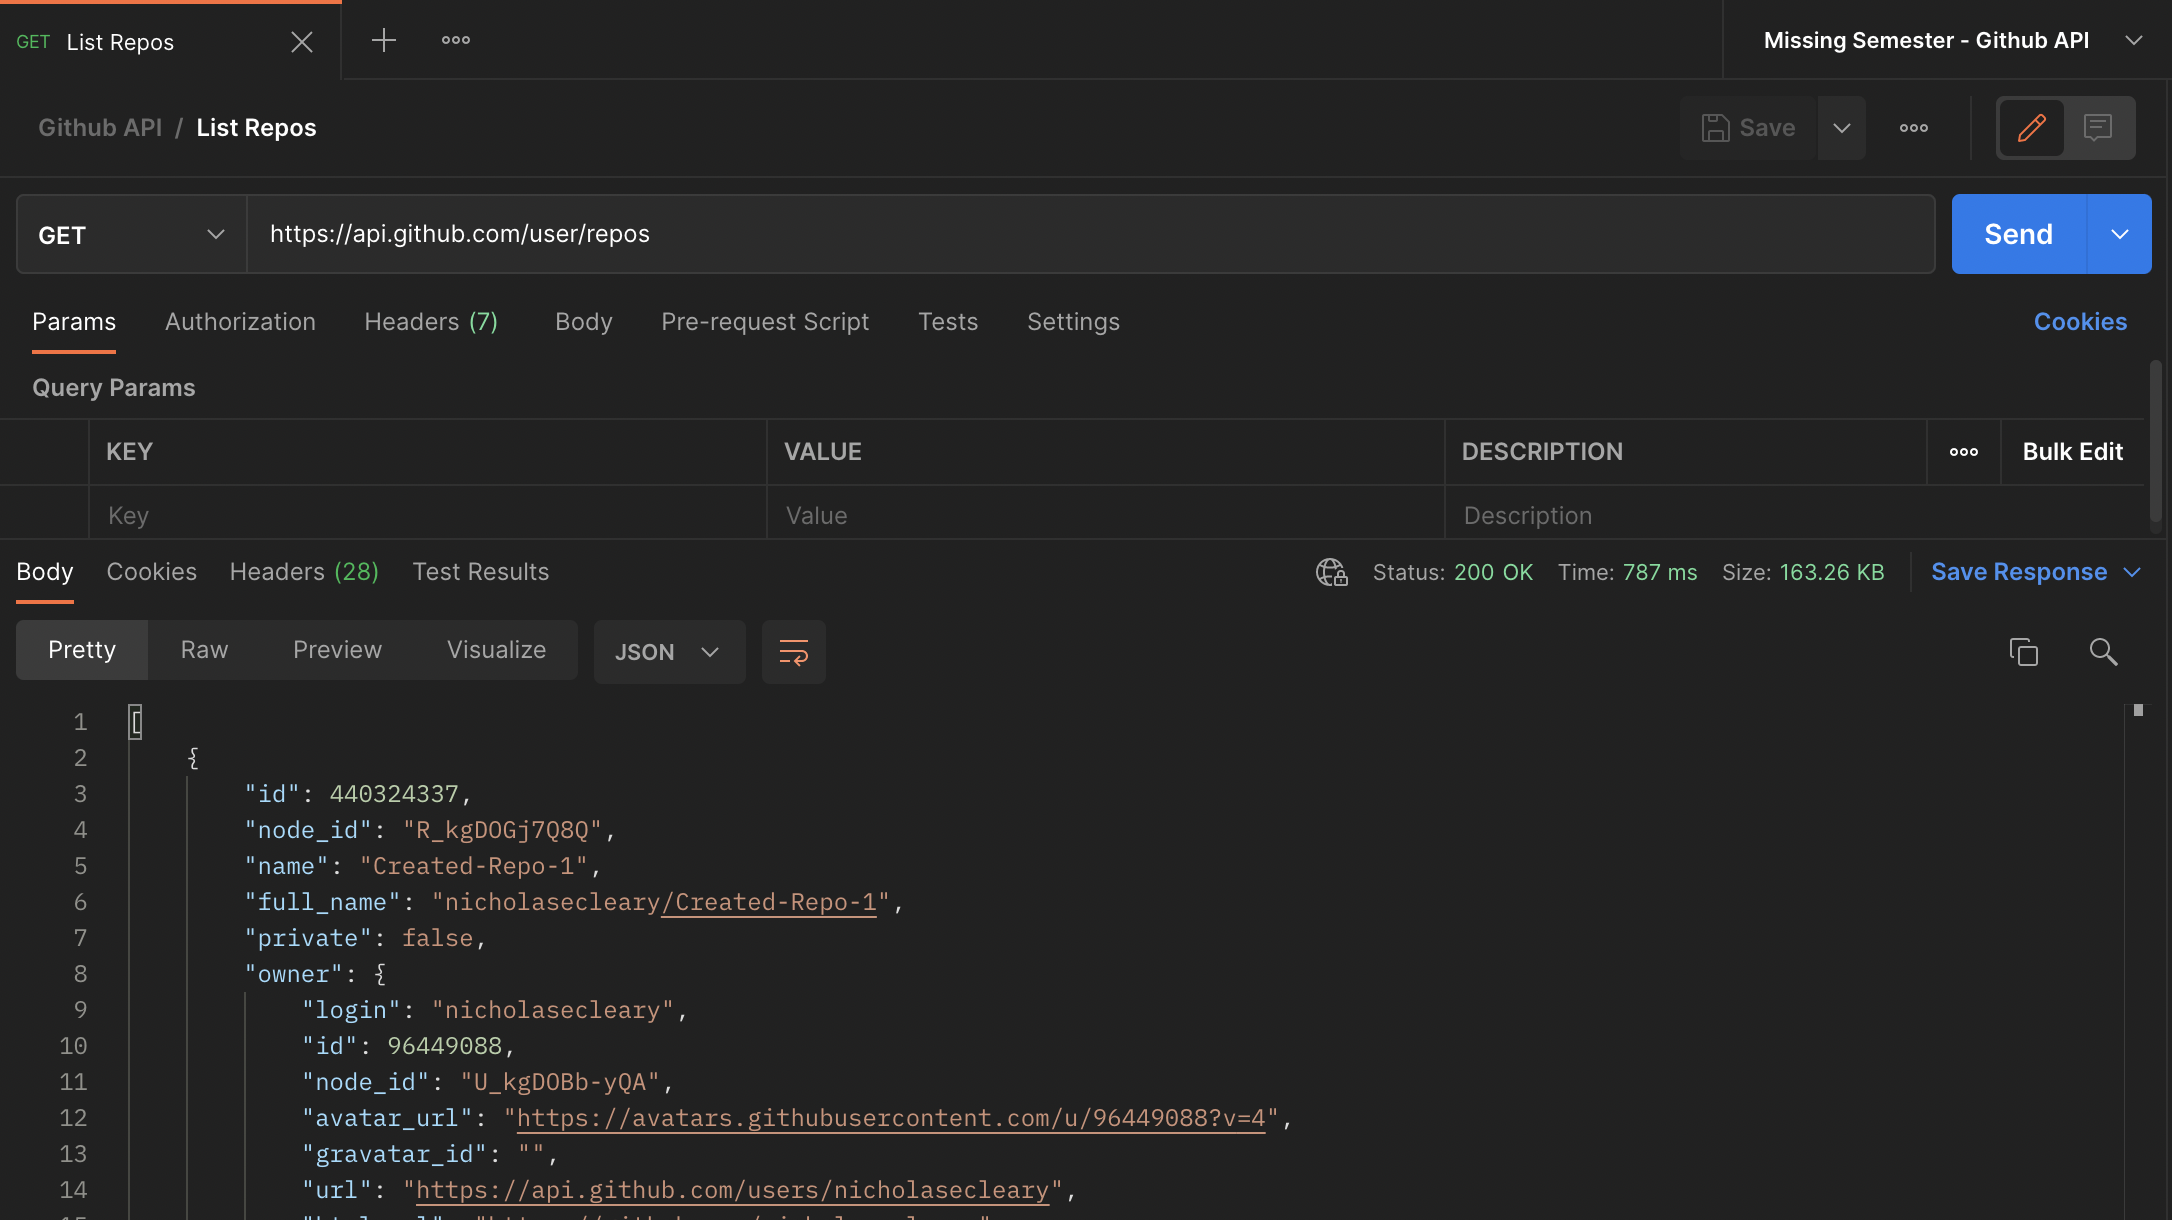 GET List Repos
Missing Semester - Github API
Github API / List Repos
Save
GET https://api.github.com/user/repos Send
Params Authorization Headers (7) Body Pre-request Script Tests Settings Cookies
Query Params
KEY VALUE DESCRIPTION Bulk Edit
Key Value Description
Body Cookies Headers (28) Test Results Status: 200 OK Time: 787 ms Size: 163.26 KB Save Response
Pretty Raw Preview Visualize JSON
1 [
2 {
3 "id": 440324337,
4 "node_id": "R_kgDOGj7Q8Q",
5 "name": "Created-Repo-1",
6 "full_name": "nicholasecleary/Created-Repo-1",
7 "private": false,
8 "owner": {
9 "login": "nicholasecleary",
10 "id": 96449088,
11 "node_id": "U_kgDOBb-yQA",
12 "avatar_url": "https://avatars.githubusercontent.com/u/96449088?v=4",
13 "gravatar_id": "",
14 "url": "https://api.github.com/users/nicholasecleary",